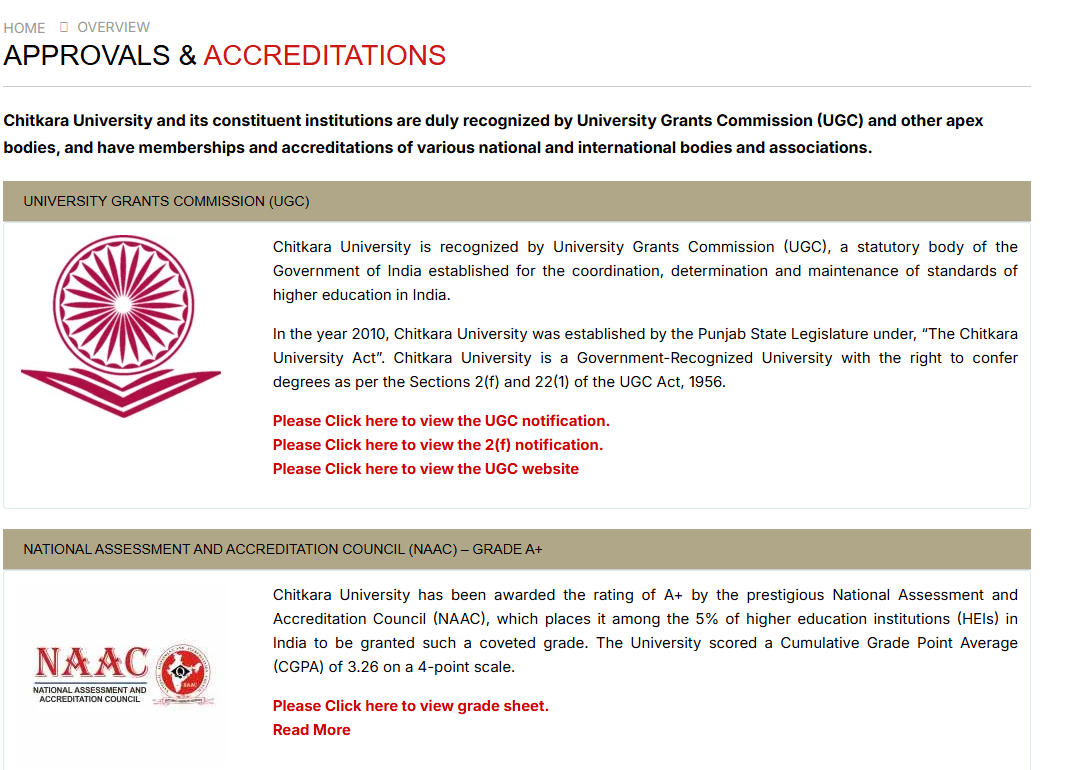 HOME OVERVIEW
APPROVALS & ACCREDITATIONS
Chitkara University and its constituent institutions are duly recognized by University Grants Commission (UGC) and other apex
bodies, and have memberships and accreditations of various national and international bodies and associations.
UNIVERSITY GRANTS COMMISSION (UGC)
Chitkara University is recognized by University Grants Commission (UGC), a statutory body of the
Government of India established for the coordination, determination and maintenance of standards of
higher education in India.
In the year 2010, Chitkara University was established by the Punjab State Legislature under, “The Chitkara
University Act”. Chitkara University is a Government-Recognized University with the right to confer
degrees as per the Sections 2(f) and 22(1) of the UGC Act, 1956.
Please Click here to view the UGC notification.
Please Click here to view the 2(f) notification.
Please Click here to view the UGC website
NATIONAL ASSESSMENT AND ACCREDITATION COUNCIL (NAAC) – GRADE A+
Chitkara University has been awarded the rating of A+ by the prestigious National Assessment and
Accreditation Council (NAAC), which places it among the 5% of higher education institutions (HEIs) in
India to be granted such a coveted grade. The University scored a Cumulative Grade Point Average
(CGPA) of 3.26 on a 4-point scale.
Please Click here to view grade sheet.
Read More
NAAC
NATIONAL ASSESSMENT AND
ACCREDITATION COUNCIL